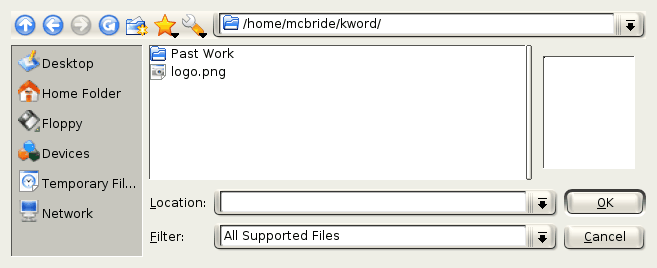 /home/mcbride/kword/
Desktop
Home Folder
Floppy
Devices
Temporary Fil...
Network
Past Work
logo.png
Location:
OK
Filter:
All Supported Files
Cancel